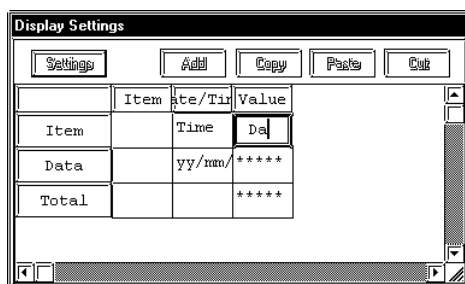 Display Settings
Settings Add Copy Paste Cut
Item ate/Tir Value
Item Time Da
Data yy/mm/ *****
Total *****